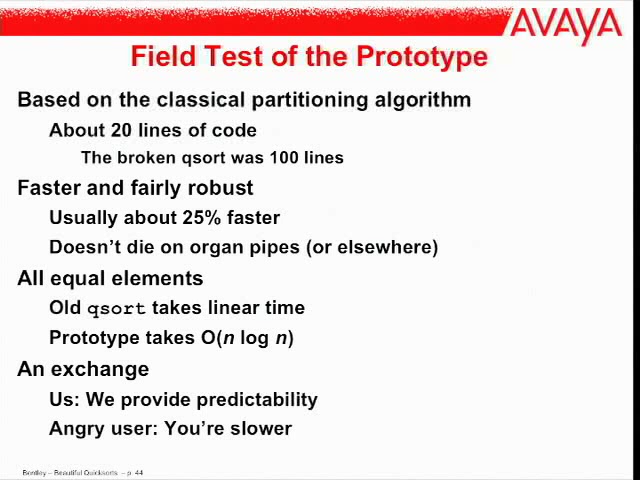 AVAYA
Field Test of the Prototype
Based on the classical partitioning algorithm
About 20 lines of code
The broken qsort was 100 lines
Faster and fairly robust
Usually about 25% faster
Doesn't die on organ pipes (or elsewhere)
All equal elements
Old qsort takes linear time
Prototype takes O(n log n)
An exchange
Us: We provide predictability
Angry user: You're slower
Bentley – Beautiful Quicksorts – p. 44